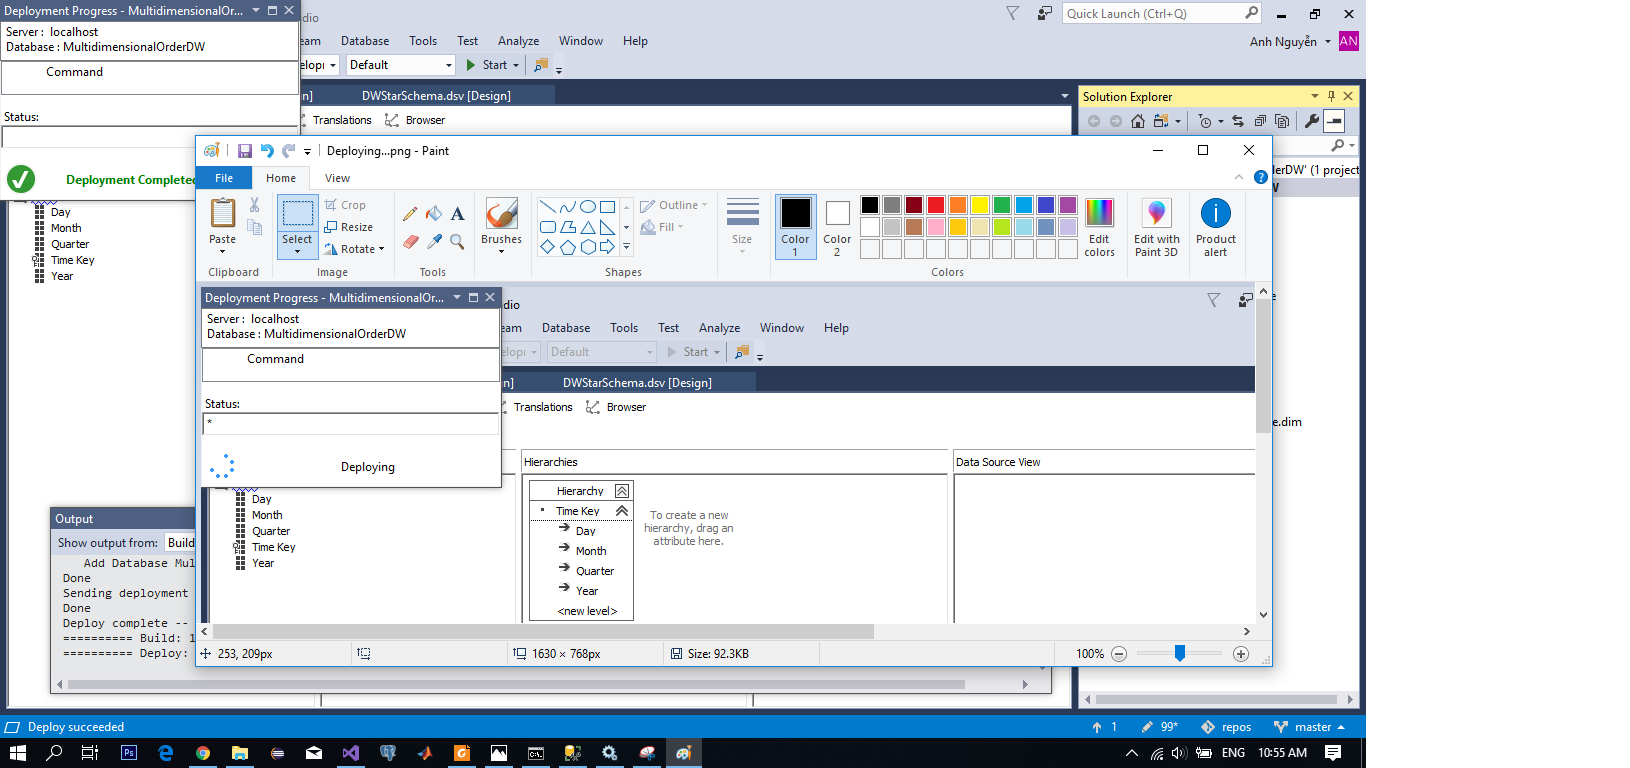 Deployment Progress - MultidimensionalOr...
Server : localhost
Database : MultidimensionalOrderDW
Command
Status:
Deployment Completed
Quick Launch (Ctrl+Q)
Database Tools Test Analyze Window Help
Anh Nguyễn
AN
Default
Start
DWStarSchema.dsv [Design]
Translations
Browser
Solution Explorer
(1 project
Day
Month
Quarter
Time Key
Year
Deploying...png - Paint
File
Home
View
Paste
Clipboard
Select
Crop
Resize
Rotate
Image
Tools
Brushes
Outline
Fill
Shapes
Size
Color
1
Color
2
Edit
colors
Colors
Edit with
Paint 3D
Product
alert
Deployment Progress - MultidimensionalOr...
Server : localhost
Database : MultidimensionalOrderDW
Command
Status:
*
Deploying
Database Tools Test Analyze Window Help
Default
Start
DWStarSchema.dsv [Design]
Translations
Browser
Hierarchies
Data Source View
Day
Month
Quarter
Time Key
Year
Hierarchy
Time Key
Day
Month
Quarter
Year
<new level>
To create a new
hierarchy, drag an
attribute here.
e.dim
253, 209px
1630 × 768px
Size: 92.3KB
100%
Output
Show output from: Build
Add Database Mul
Done
Sending deployment
Done
Deploy complete --
========== Build: 1
========== Deploy:
Deploy succeeded
1
99*
repos
master
ENG
10:55 AM